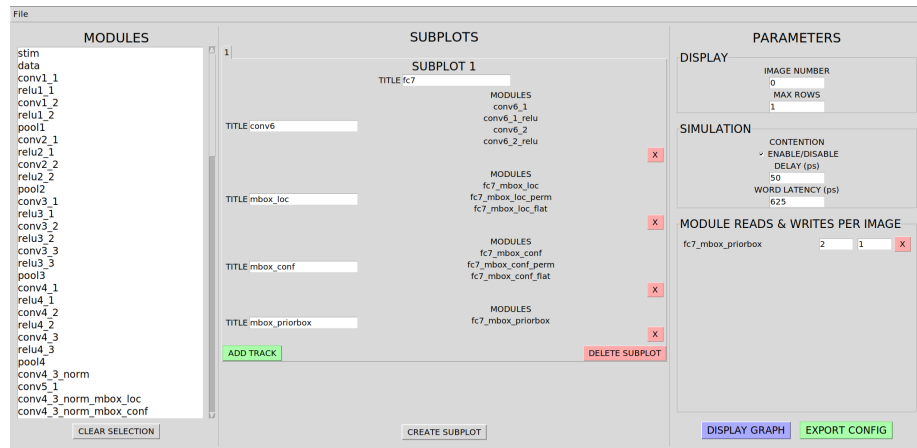 File
MODULES
stim
data
conv1_1
relu1_1
conv1_2
relu1_2
pool1
conv2_1
relu2_1
conv2_2
relu2_2
pool2
conv3_1
relu3_1
conv3_2
relu3_2
conv3_3
relu3_3
pool3
conv4_1
relu4_1
conv4_2
relu4_2
conv4_3
relu4_3
pool4
conv4_3_norm
conv5_1
conv4_3_norm_mbox_loc
conv4_3_norm_mbox_conf
CLEAR SELECTION
SUBPLOTS
1
SUBPLOT 1
TITLE fc7
MODULES
conv6_1
conv6_1_relu
TITLE conv6
conv6_2
conv6_2_relu
X
MODULES
fc7_mbox_loc
TITLE mbox_loc fc7_mbox_loc_perm
fc7_mbox_loc_flat
X
MODULES
fc7_mbox_conf
TITLE mbox_conf fc7_mbox_conf_perm
fc7_mbox_conf_flat
X
MODULES
TITLE mbox_priorbox fc7_mbox_priorbox
X
ADD TRACK DELETE SUBPLOT
CREATE SUBPLOT
PARAMETERS
DISPLAY
IMAGE NUMBER
0
MAX ROWS
1
SIMULATION
CONTENTION
ENABLE/DISABLE
DELAY (ps)
50
WORD LATENCY (ps)
625
MODULE READS & WRITES PER IMAGE
fc7_mbox_priorbox 2 1 X
DISPLAY GRAPH EXPORT CONFIG